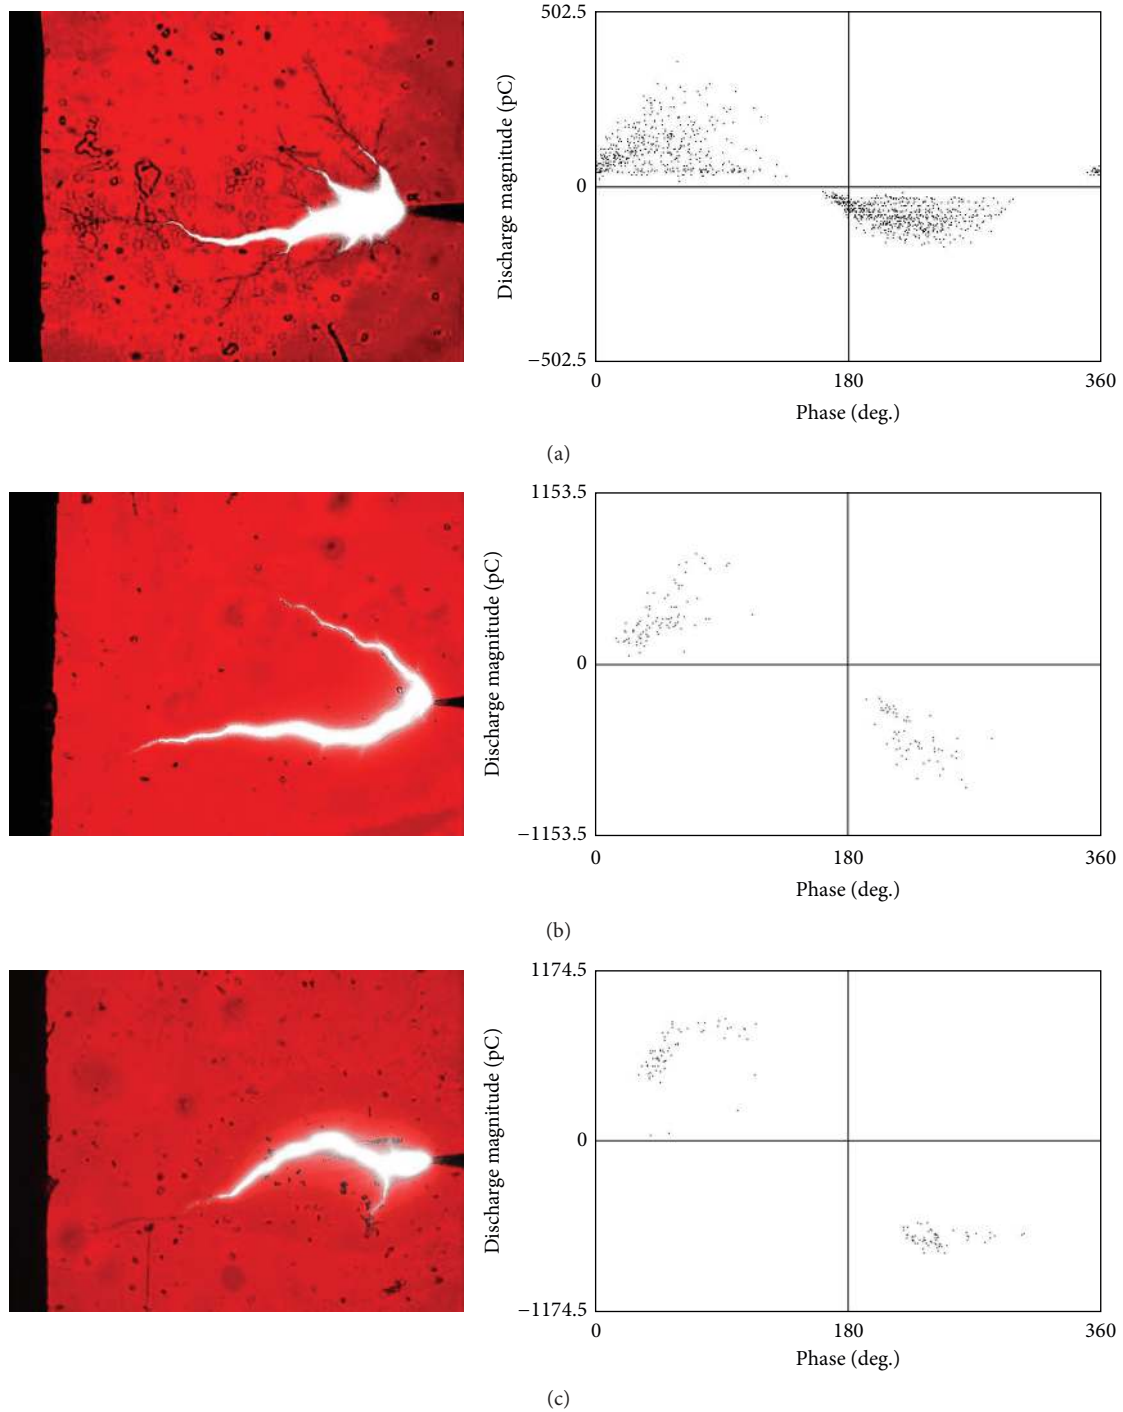 502.5
Discharge magnitude (pC)
0
−502.5
0 180 360
Phase (deg.)
(a)
1153.5
Discharge magnitude (pC)
0
−1153.5
0 180 360
Phase (deg.)
(b)
1174.5
Discharge magnitude (pC)
0
−1174.5
0 180 360
Phase (deg.)
(c)